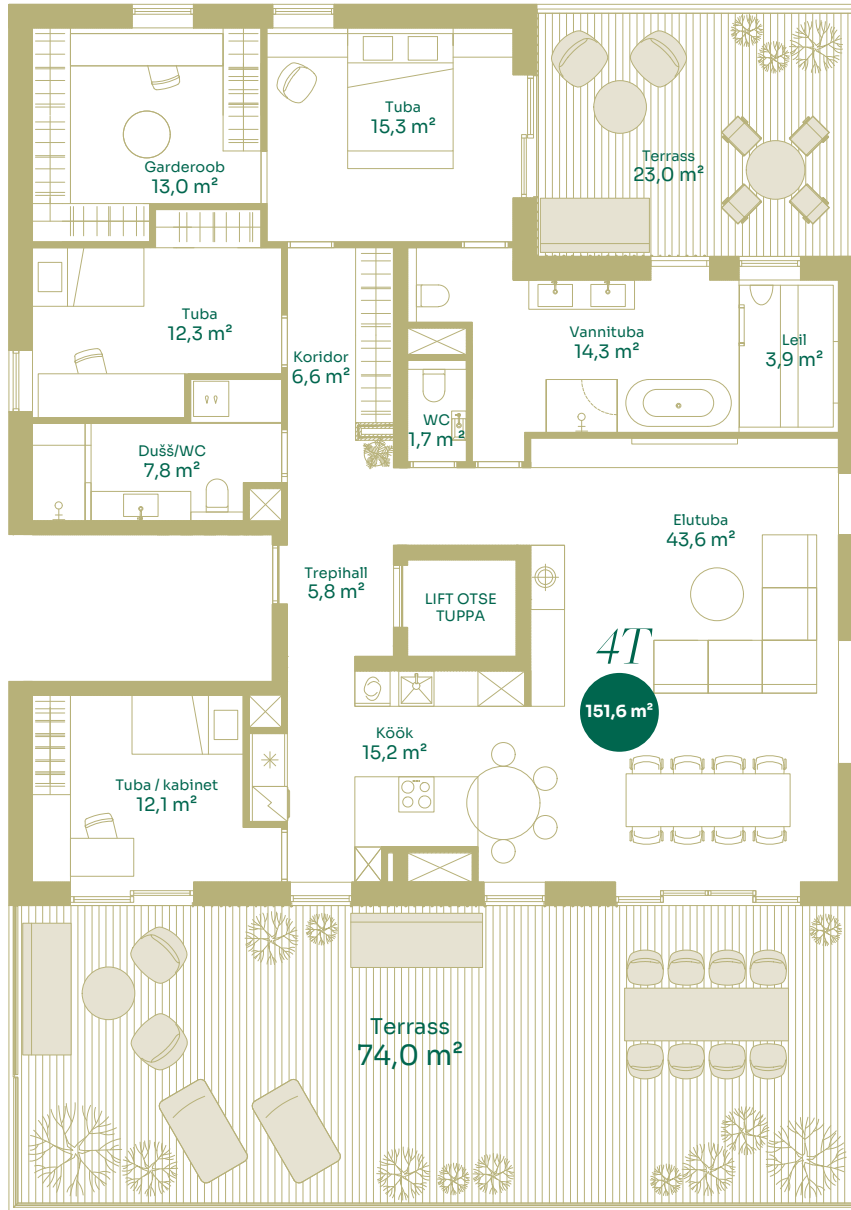 Tuba
15,3 m²
Garderoob
13,0 m²
Terrass
23,0 m²
Tuba
12,3 m²
Koridor
6,6 m²
Vannituba
14,3 m²
Leil
3,9 m²
WC
1,7 m²
Dušš/WC
7,8 m²
Elutuba
43,6 m²
Trepihall
5,8 m²
LIFT OTSE
TUPPA
4T
151,6 m²
Köök
15,2 m²
Tuba / kabinet
12,1 m²
Terrass
74,0 m²